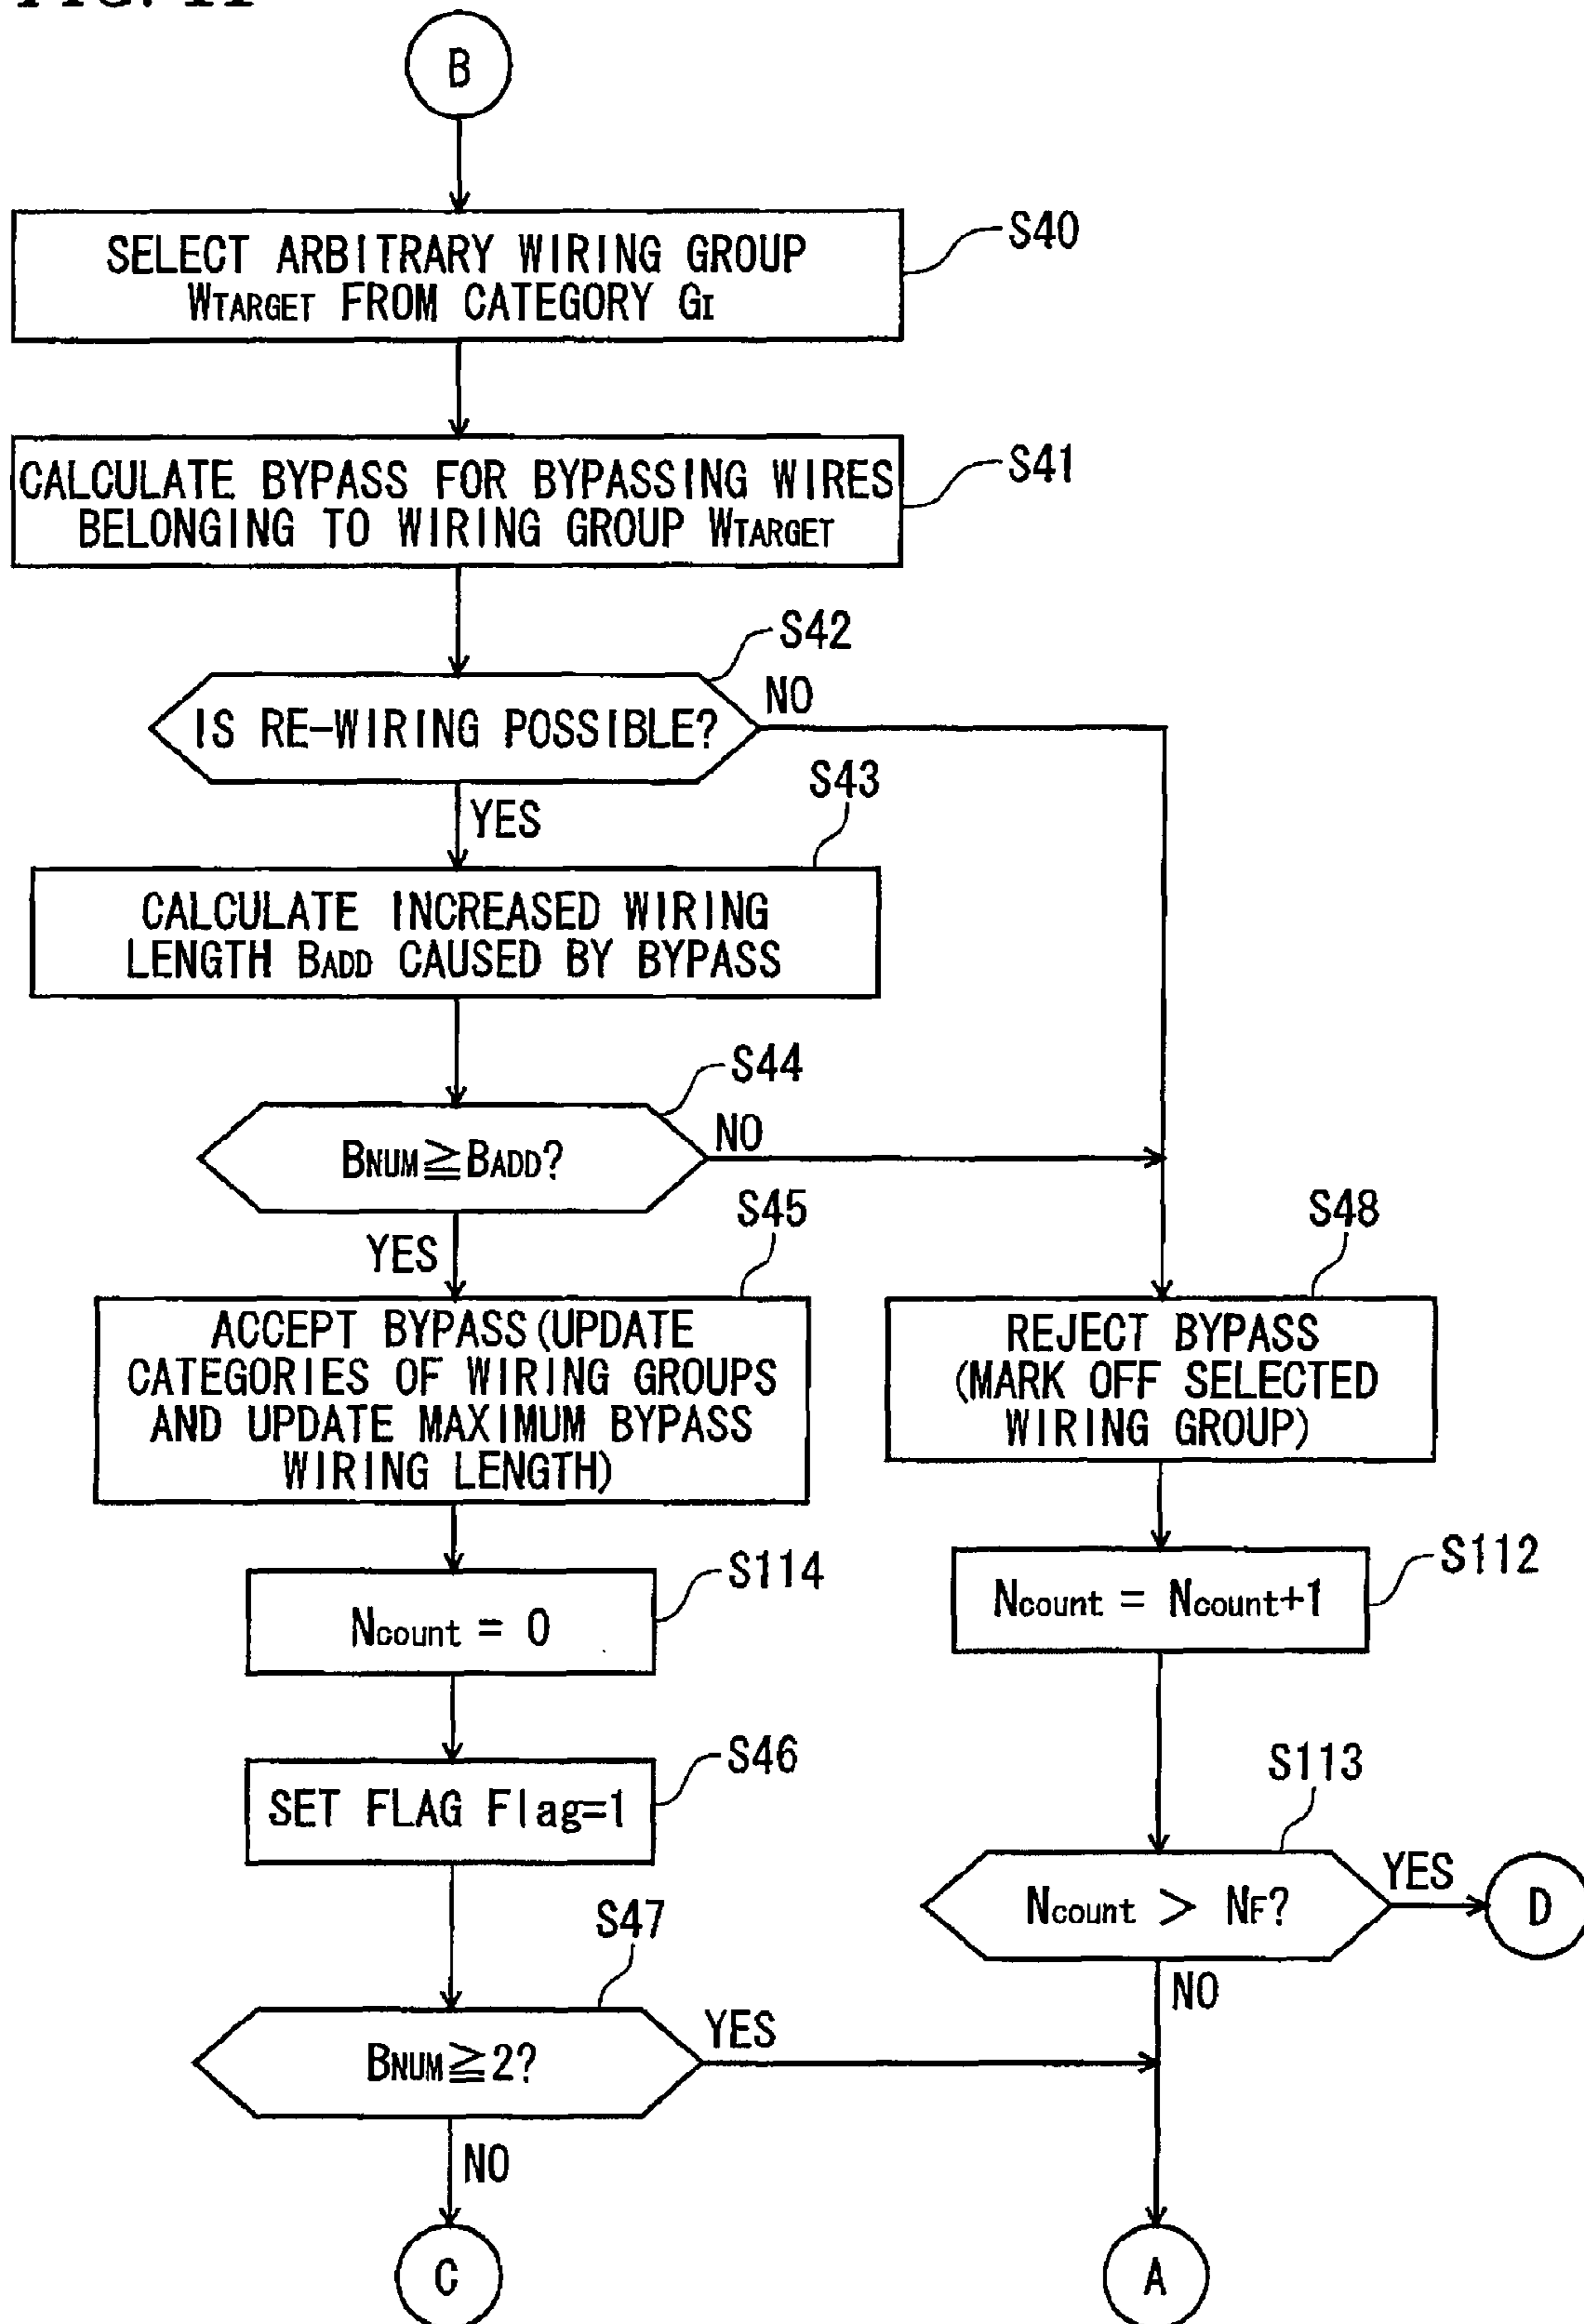 FIG. 11
B
SELECT ARBITRARY WIRING GROUP
WTARGET FROM CATEGORY GI
S40
CALCULATE BYPASS FOR BYPASSING WIRES
BELONGING TO WIRING GROUP WTARGET
S41
S42
IS RE-WIRING POSSIBLE?
NO
YES
S43
CALCULATE INCREASED WIRING
LENGTH BADD CAUSED BY BYPASS
S44
BNUM≧BADD?
NO
YES
S45
ACCEPT BYPASS(UPDATE
CATEGORIES OF WIRING GROUPS
AND UPDATE MAXIMUM BYPASS
WIRING LENGTH)
S48
REJECT BYPASS
(MARK OFF SELECTED
WIRING GROUP)
S114
Ncount = 0
S112
Ncount = Ncount+1
S46
SET FLAG Flag=1
S113
Ncount > NF?
YES
D
NO
S47
BNUM≧2?
YES
NO
C
A